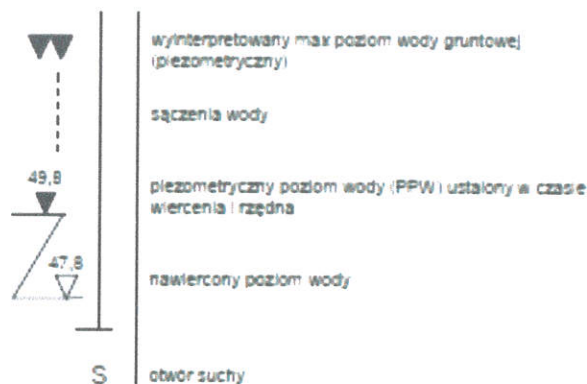 wyinterpretowany max poziom wody gruntowej
(piezometryczny)
sączenia wody
49,8
piezometryczny poziom wody (PPW) ustalony w czasie
wiercenia i rzędna
47,8
nawiercony poziom wody
S
otwór suchy